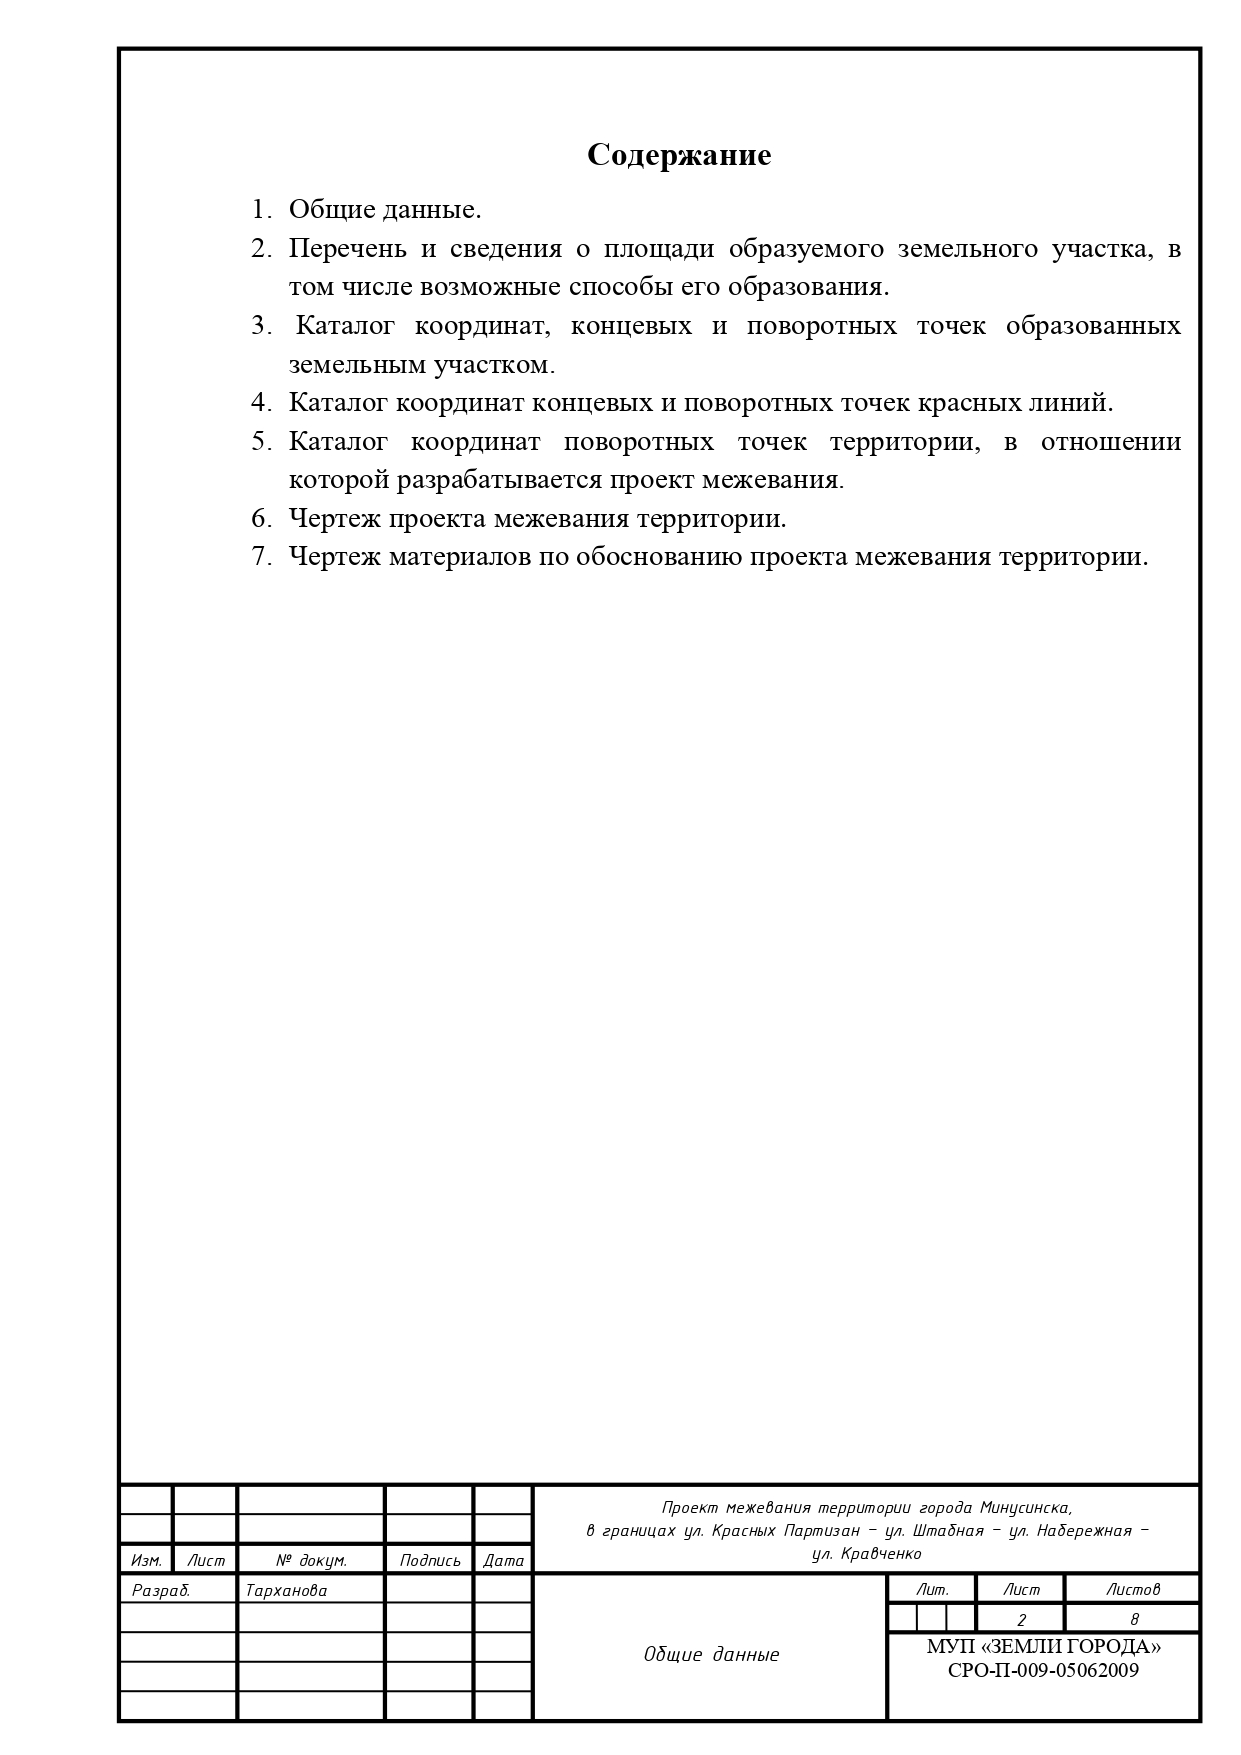 Содержание
1. Общие данные.
2. Перечень и сведения о площади образуемого земельного участка, в
том числе возможные способы его образования.
3. Каталог координат, концевых и поворотных точек образованных
земельным участком.
4. Каталог координат концевых и поворотных точек красных линий.
5. Каталог координат поворотных точек территории, в отношении
которой разрабатывается проект межевания.
6. Чертеж проекта межевания территории.
7. Чертеж материалов по обоснованию проекта межевания территории.
Проект межевания территории города Минусинска,
в границах ул. Красных Партизан – ул. Штабная – ул. Набережная –
ул. Кравченко
Изм. Лист № докум. Подпись Дата
Разраб. Тарханова
Лит. Лист Листов
2 8
Общие данные
МУП «ЗЕМЛИ ГОРОДА»
СРО-П-009-05062009